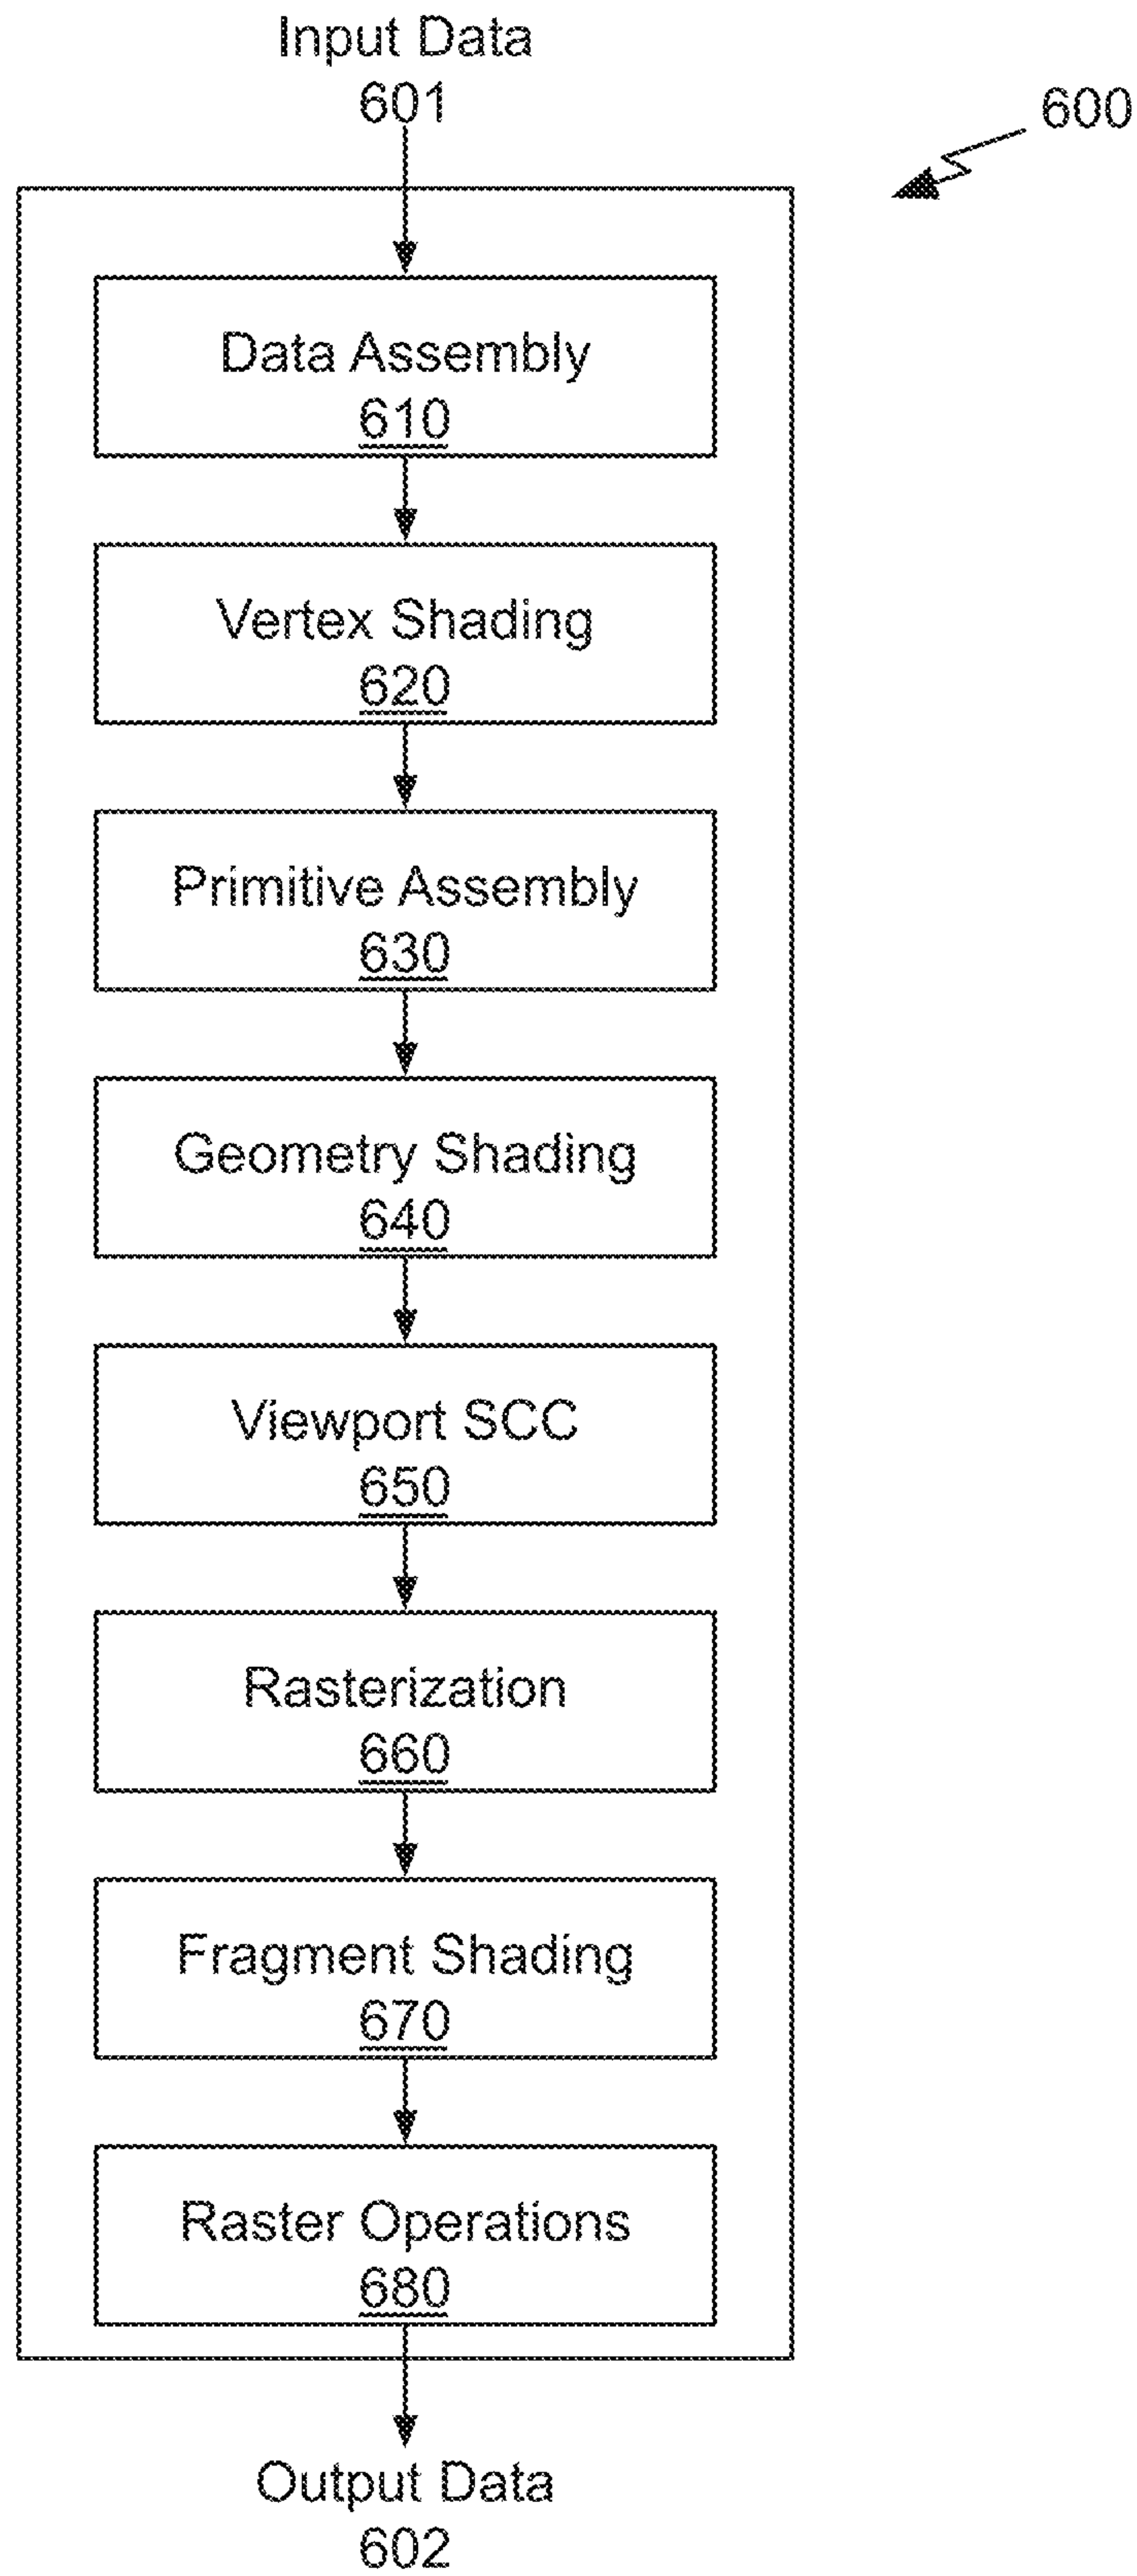 Input Data
601
600
Data Assembly
610
Vertex Shading
620
Primitive Assembly
630
Geometry Shading
640
Viewport SCC
650
Rasterization
660
Fragment Shading
670
Raster Operations
680
Output Data
602